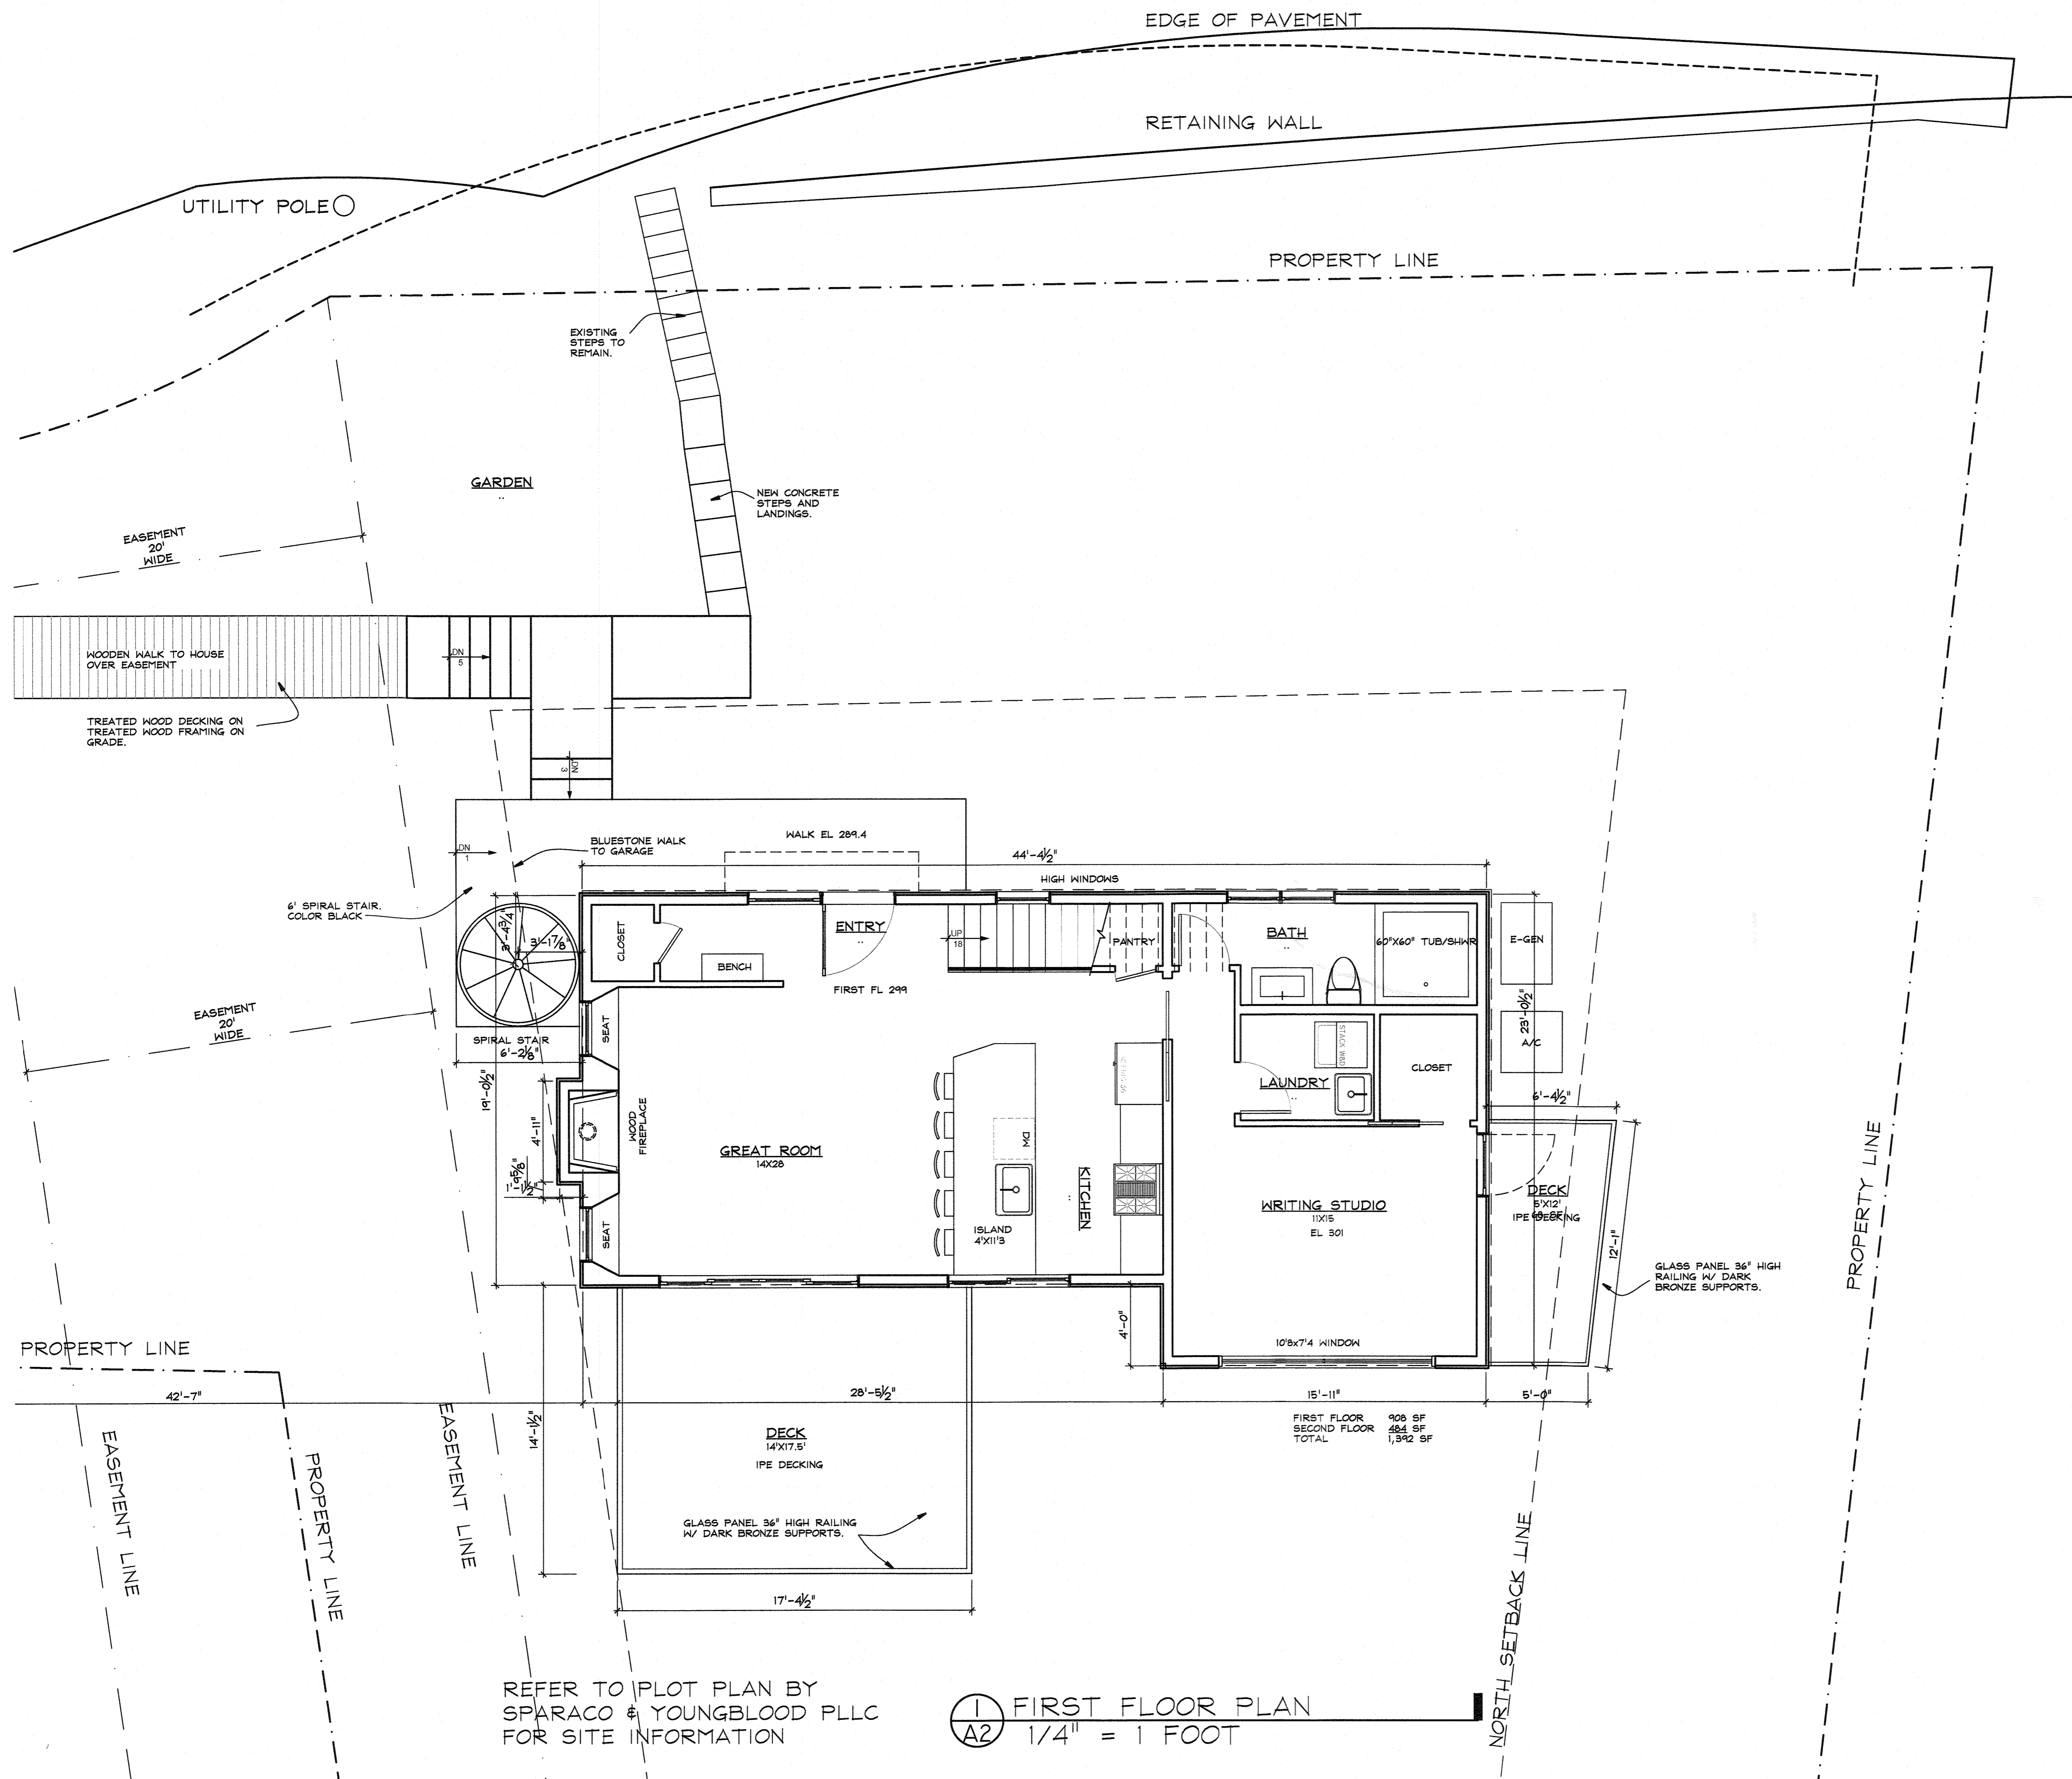 EDGE OF PAVEMENT
RETAINING WALL
UTILITY POLE
PROPERTY LINE
EXISTING
STEPS TO
REMAIN.
GARDEN
NEW CONCRETE
STEPS AND
LANDINGS.
EASEMENT
20'
WIDE
WOODEN WALK TO HOUSE
OVER EASEMENT
DN
5
TREATED WOOD DECKING ON
TREATED WOOD FRAMING ON
GRADE.
DN
3
WALK EL 289.4
BLUESTONE WALK
TO GARAGE
DN
1
44'-4½"
HIGH WINDOWS
6' SPIRAL STAIR.
COLOR BLACK
3'-4¾"
3'-1⅞"
CLOSET
ENTRY
BENCH
UP
18
PANTRY
BATH
60"X60" TUB/SHWR
E-GEN
FIRST FL 299
EASEMENT
20'
WIDE
SPIRAL STAIR
6'-2⅛"
SEAT
STACK W&D
23'-0½"
A/C
CLOSET
LAUNDRY
19'-0½"
6'-4½"
4'-11"
WOOD
FIREPLACE
DW
GREAT ROOM
14X28
KITCHEN
1'-1½"
SEAT
ISLAND
4'X11'3
WRITING STUDIO
11X15
EL 301
DECK
5'X12'
IPE DECKING
12'-1"
PROPERTY LINE
GLASS PANEL 36" HIGH
RAILING W/ DARK
BRONZE SUPPORTS.
4'-0"
10'8x7'4 WINDOW
PROPERTY LINE
42'-7"
28'-5½"
15'-11"
5'-0"
FIRST FLOOR 908 SF
SECOND FLOOR 484 SF
TOTAL 1,392 SF
14'-1½"
DECK
14'X17.5'
IPE DECKING
GLASS PANEL 36" HIGH RAILING
W/ DARK BRONZE SUPPORTS.
17'-4½"
EASEMENT LINE
PROPERTY LINE
EASEMENT LINE
NORTH SETBACK LINE
REFER TO PLOT PLAN BY
SPARACO & YOUNGBLOOD PLLC
FOR SITE INFORMATION
1
A2
FIRST FLOOR PLAN
1/4" = 1 FOOT